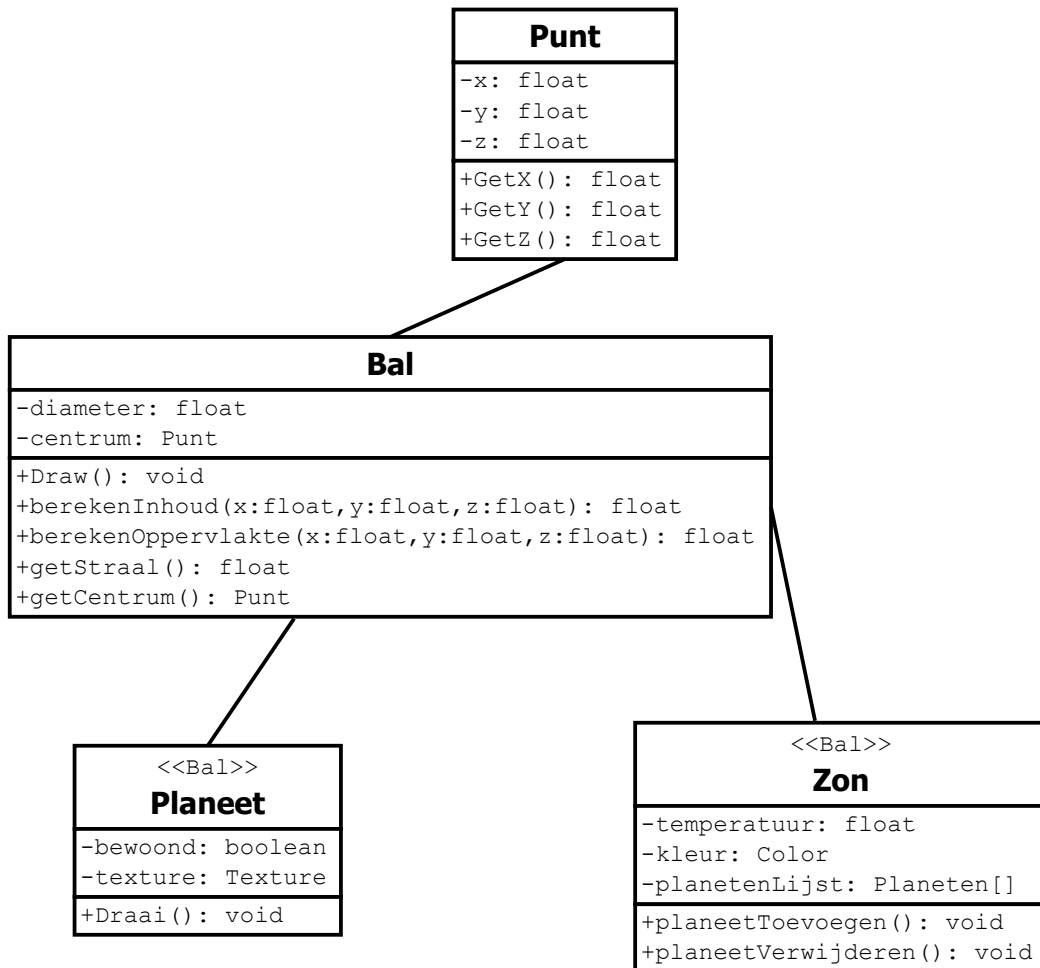 Punt
-x: float
-y: float
-z: float
+GetX(): float
+GetY(): float
+GetZ(): float
Bal
-diameter: float
-centrum: Punt
+Draw(): void
+berekenInhoud(x:float,y:float,z:float): float
+berekenOppervlakte(x:float,y:float,z:float): float
+getStraal(): float
+getCentrum(): Punt
<<Bal>>
Planeet
-bewoond: boolean
-texture: Texture
+Draai(): void
<<Bal>>
Zon
-temperatuur: float
-kleur: Color
-planetenLijst: Planeten[]
+planeetToevoegen(): void
+planeetVerwijderen(): void